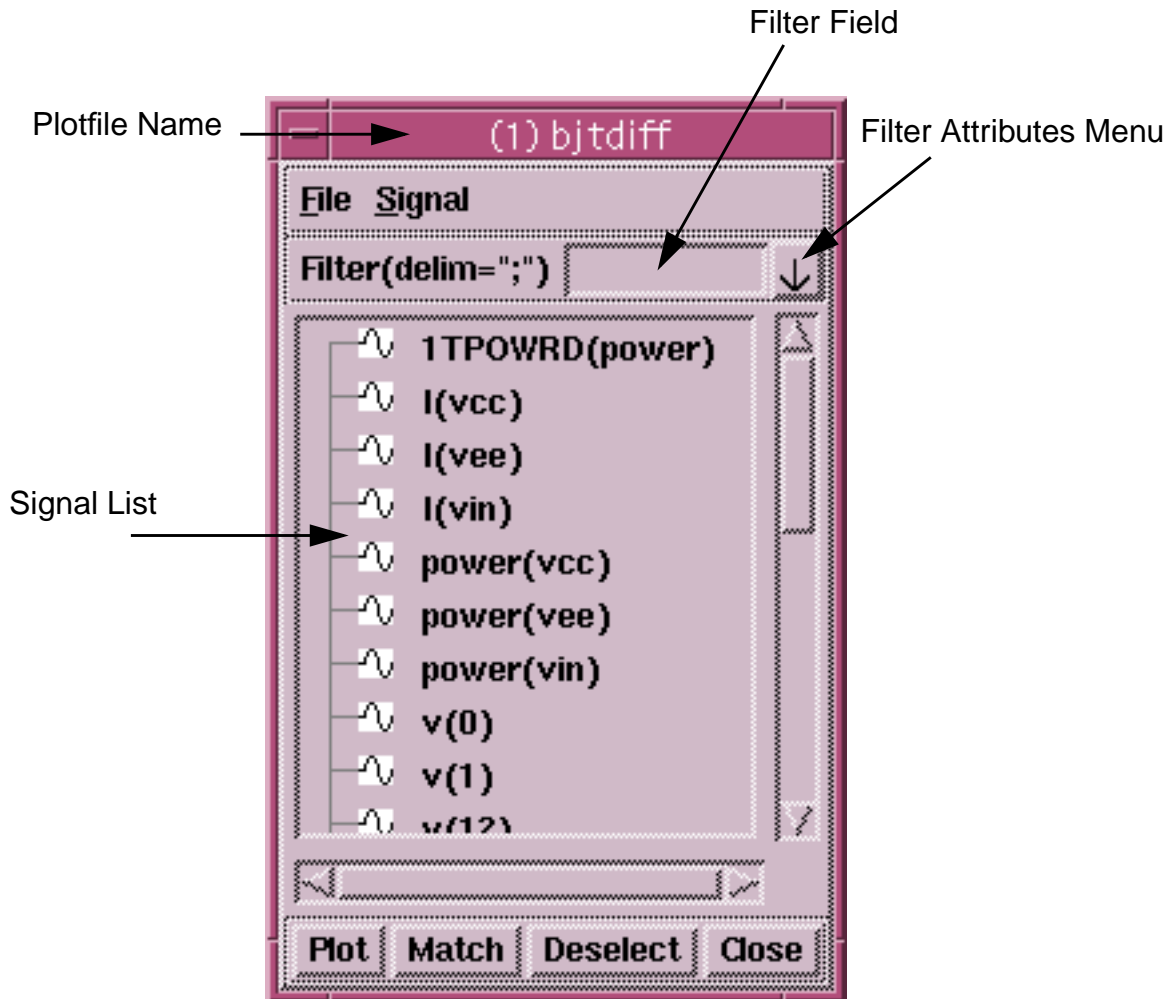 Filter Field
Plotfile Name
(1) bjtdiff
Filter Attributes Menu
File Signal
Filter(delim=";")
1TPOWRD(power)
I(vcc)
I(vee)
I(vin)
Signal List
power(vcc)
power(vee)
power(vin)
v(0)
v(1)
v(12)
Plot Match Deselect Close